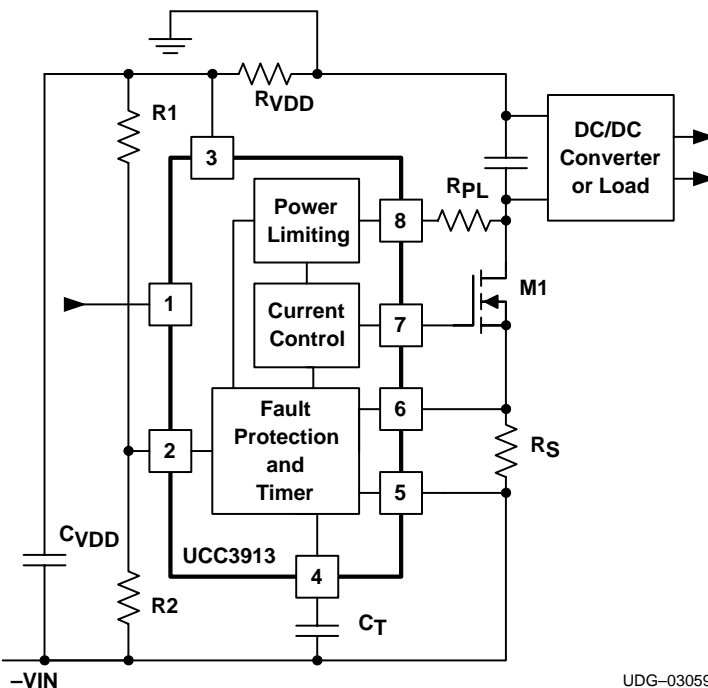 RVDD
R1
3
DC/DC
Converter
or Load
RPL
Power
Limiting
8
M1
1
Current
Control
7
Fault
Protection
and
Timer
6
2
RS
5
CVDD
UCC3913
4
R2
CT
–VIN
UDG–03059